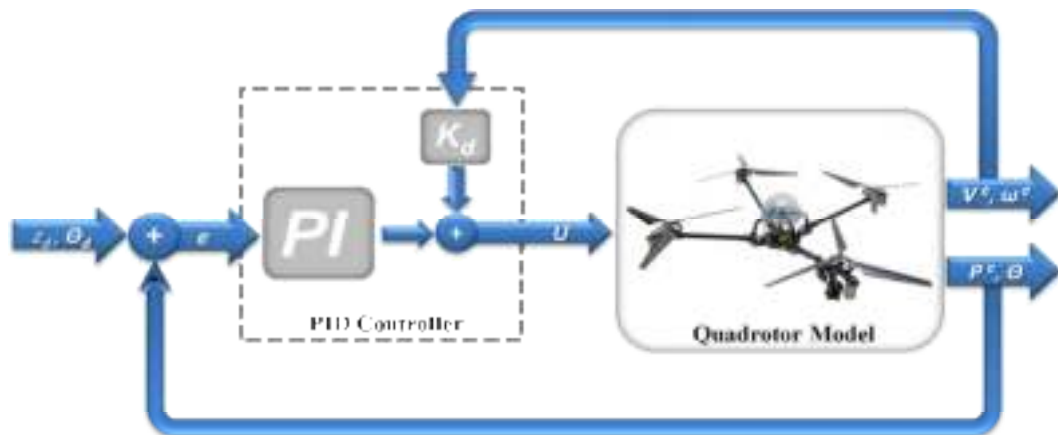 K_d
V^e, ω^e
z_d, Θ_d
+
e
PI
+
U
P^e, Θ
PID Controller
Quadrotor Model